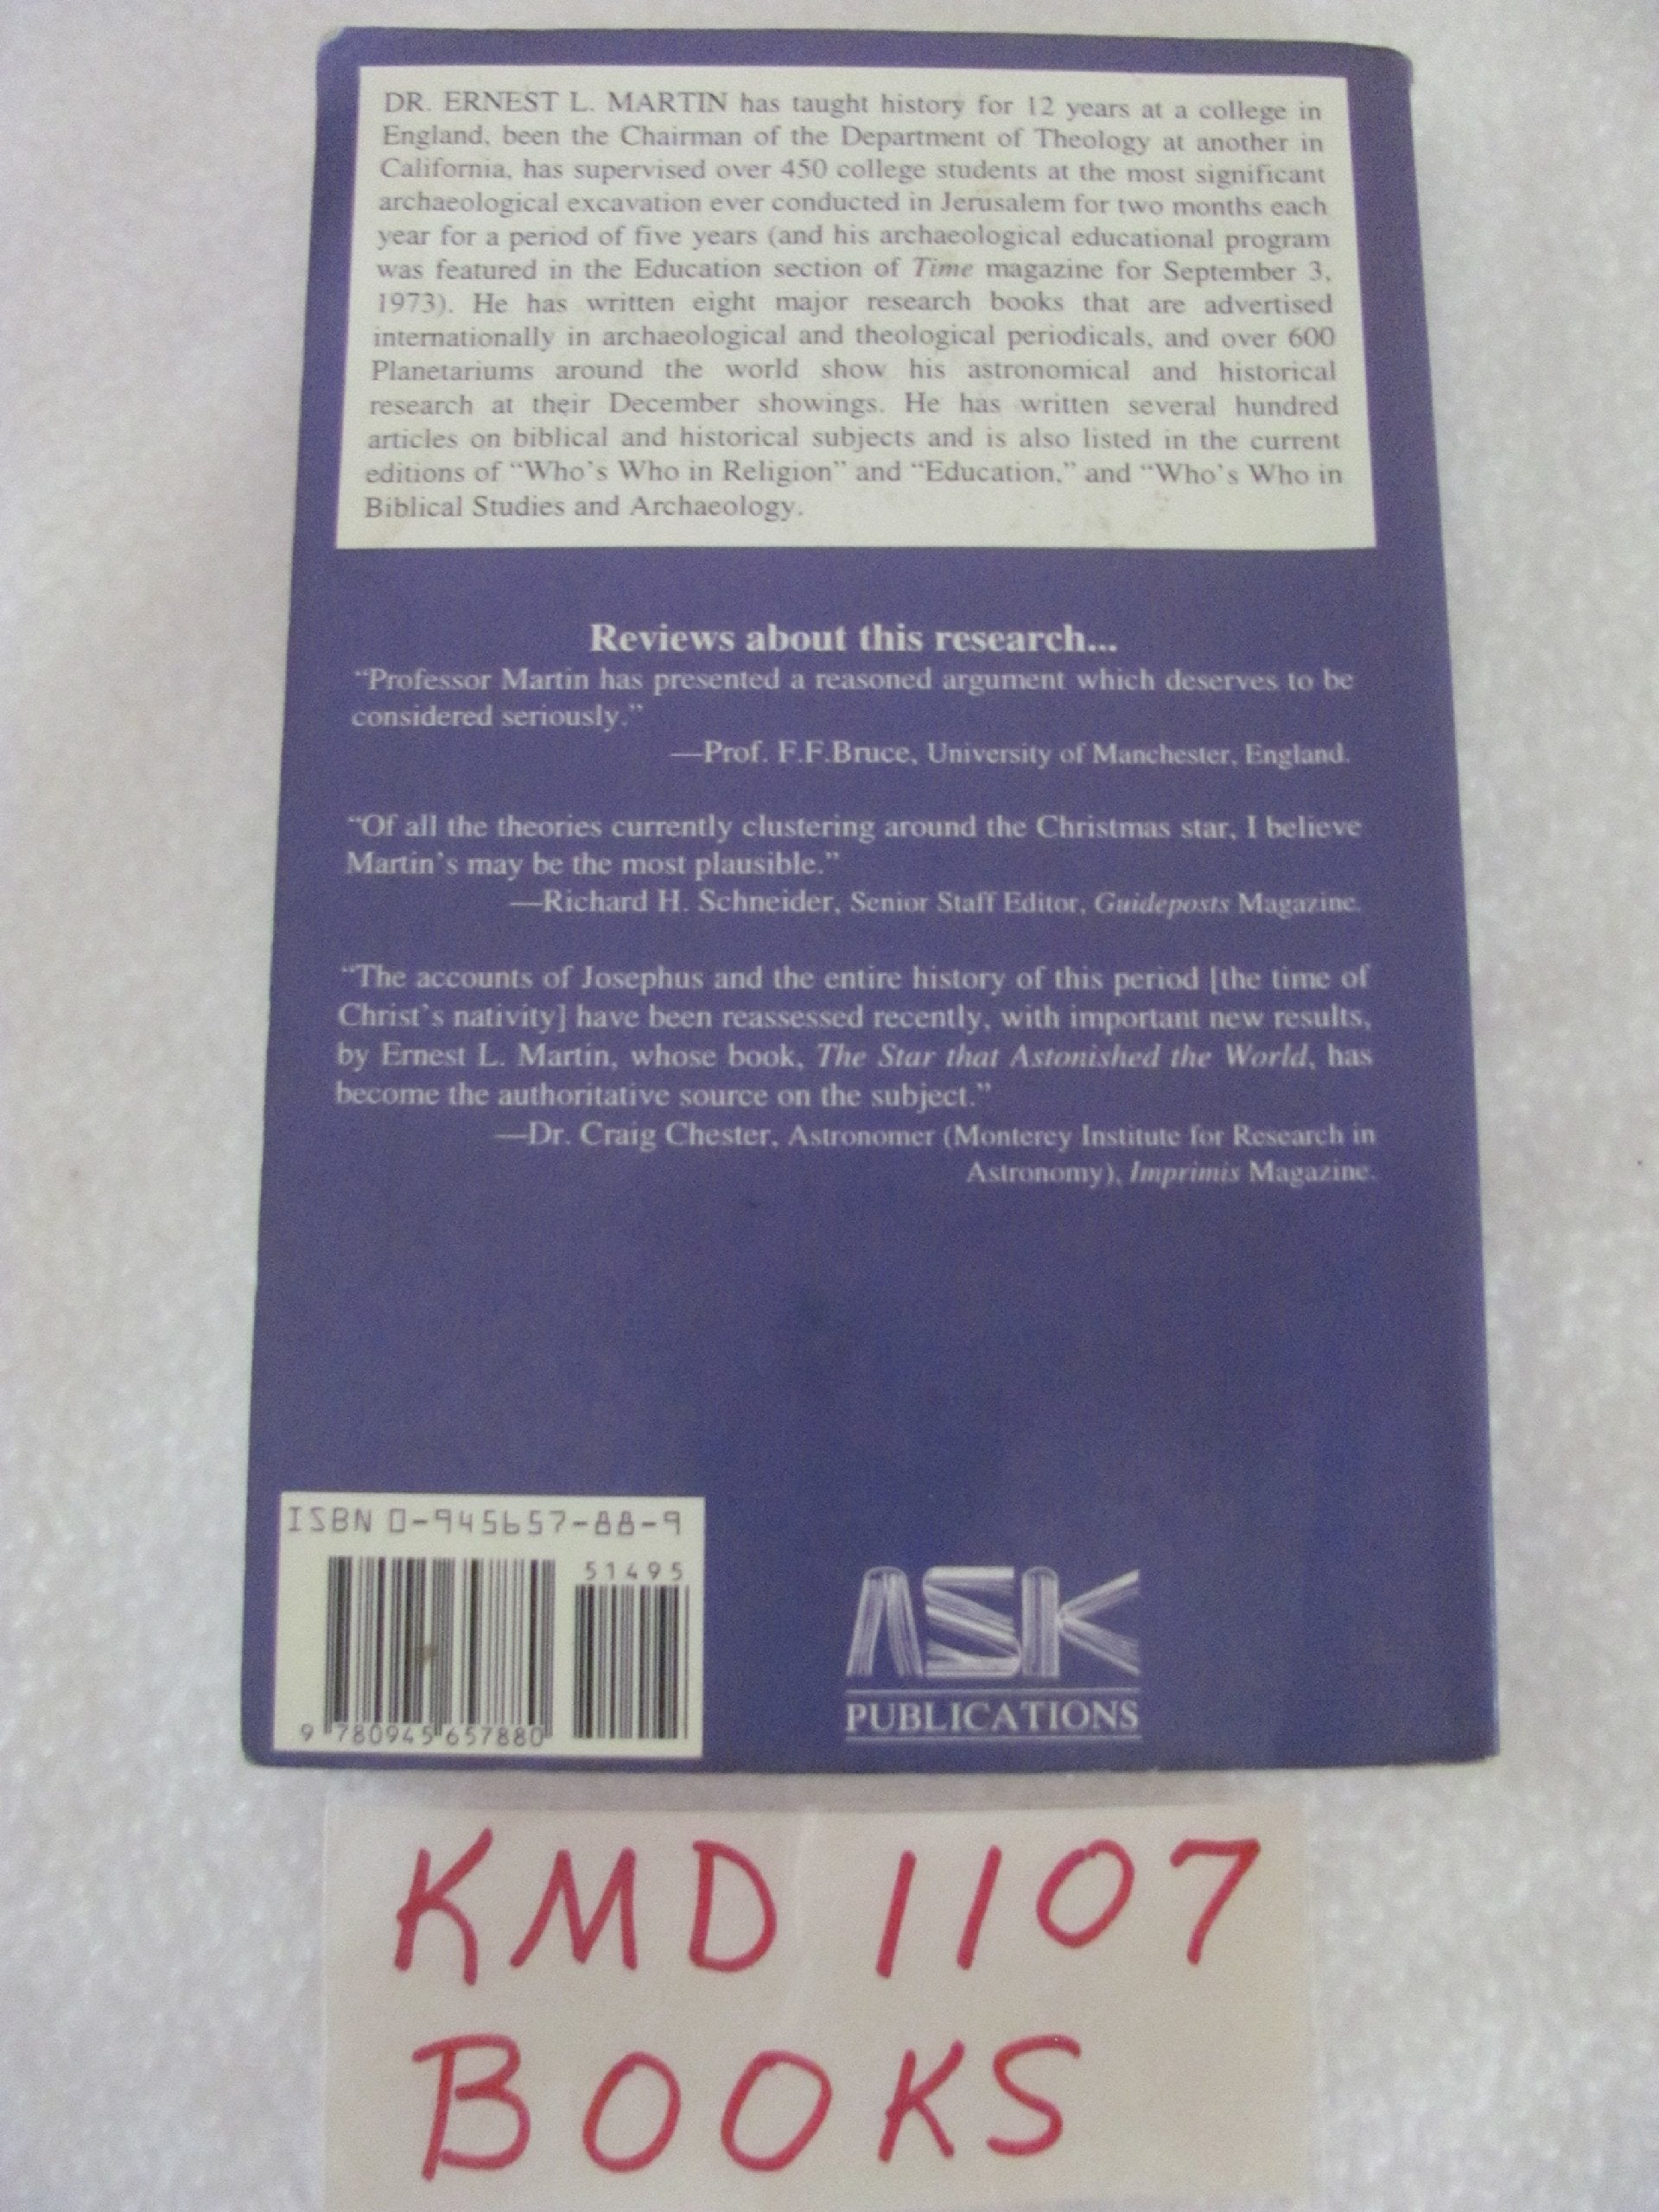 DR. ERNEST L. MARTIN has taught history for 12 years at a college in
England, been the Chairman of the Department of Theology at another in
California, has supervised over 450 college students at the most significant
archaeological excavation ever conducted in Jerusalem for two months each
year for a period of five years (and his archaeological educational program
was featured in the Education section of Time magazine for September 3,
1973). He has written eight major research books that are advertised
internationally in archaeological and theological periodicals, and over 600
Planetariums around the world show his astronomical and historical
research at their December showings. He has written several hundred
articles on biblical and historical subjects and is also listed in the current
editions of “Who’s Who in Religion” and “Education,” and “Who’s Who in
Biblical Studies and Archaeology.
Reviews about this research...
“Professor Martin has presented a reasoned argument which deserves to be
considered seriously.”
—Prof. F.F.Bruce, University of Manchester, England.
“Of all the theories currently clustering around the Christmas star, I believe
Martin’s may be the most plausible.”
—Richard H. Schneider, Senior Staff Editor, Guideposts Magazine.
“The accounts of Josephus and the entire history of this period [the time of
Christ’s nativity] have been reassessed recently, with important new results,
by Ernest L. Martin, whose book, The Star that Astonished the World, has
become the authoritative source on the subject.”
—Dr. Craig Chester, Astronomer (Monterey Institute for Research in
Astronomy), Imprimis Magazine.
ISBN 0-945657-88-9
51495
9 780945 657880
ASK
PUBLICATIONS
KMD 1107
BOOKS